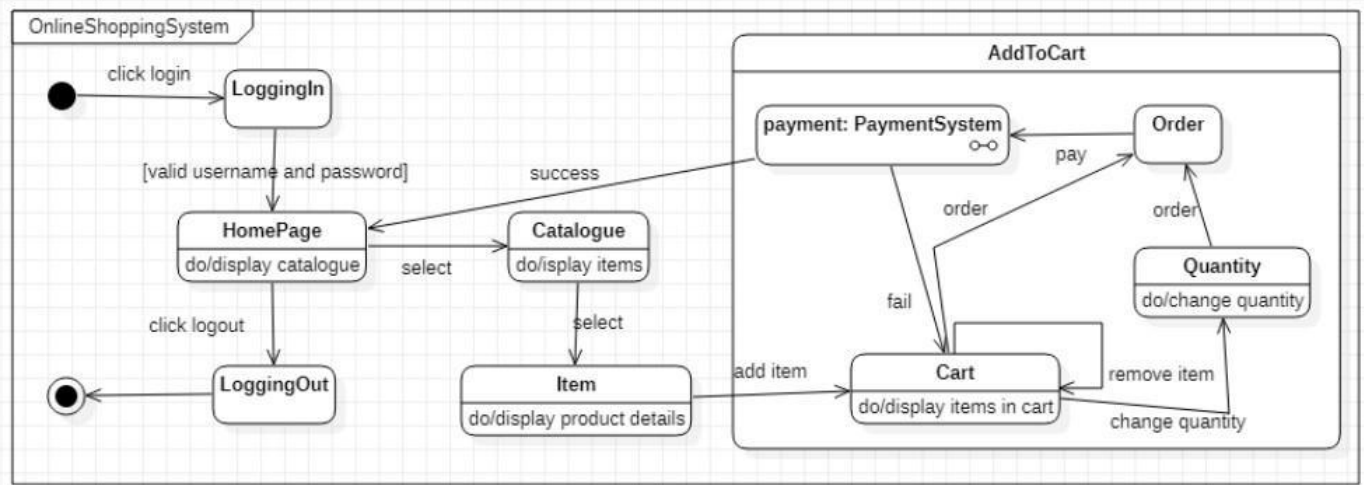 OnlineShoppingSystem
click login
LoggingIn
[valid username and password]
HomePage
do/display catalogue
select
Catalogue
do/isplay items
click logout
LoggingOut
select
Item
do/display product details
success
add item
AddToCart
payment: PaymentSystem
pay
Order
order
order
fail
Quantity
do/change quantity
Cart
do/display items in cart
remove item
change quantity